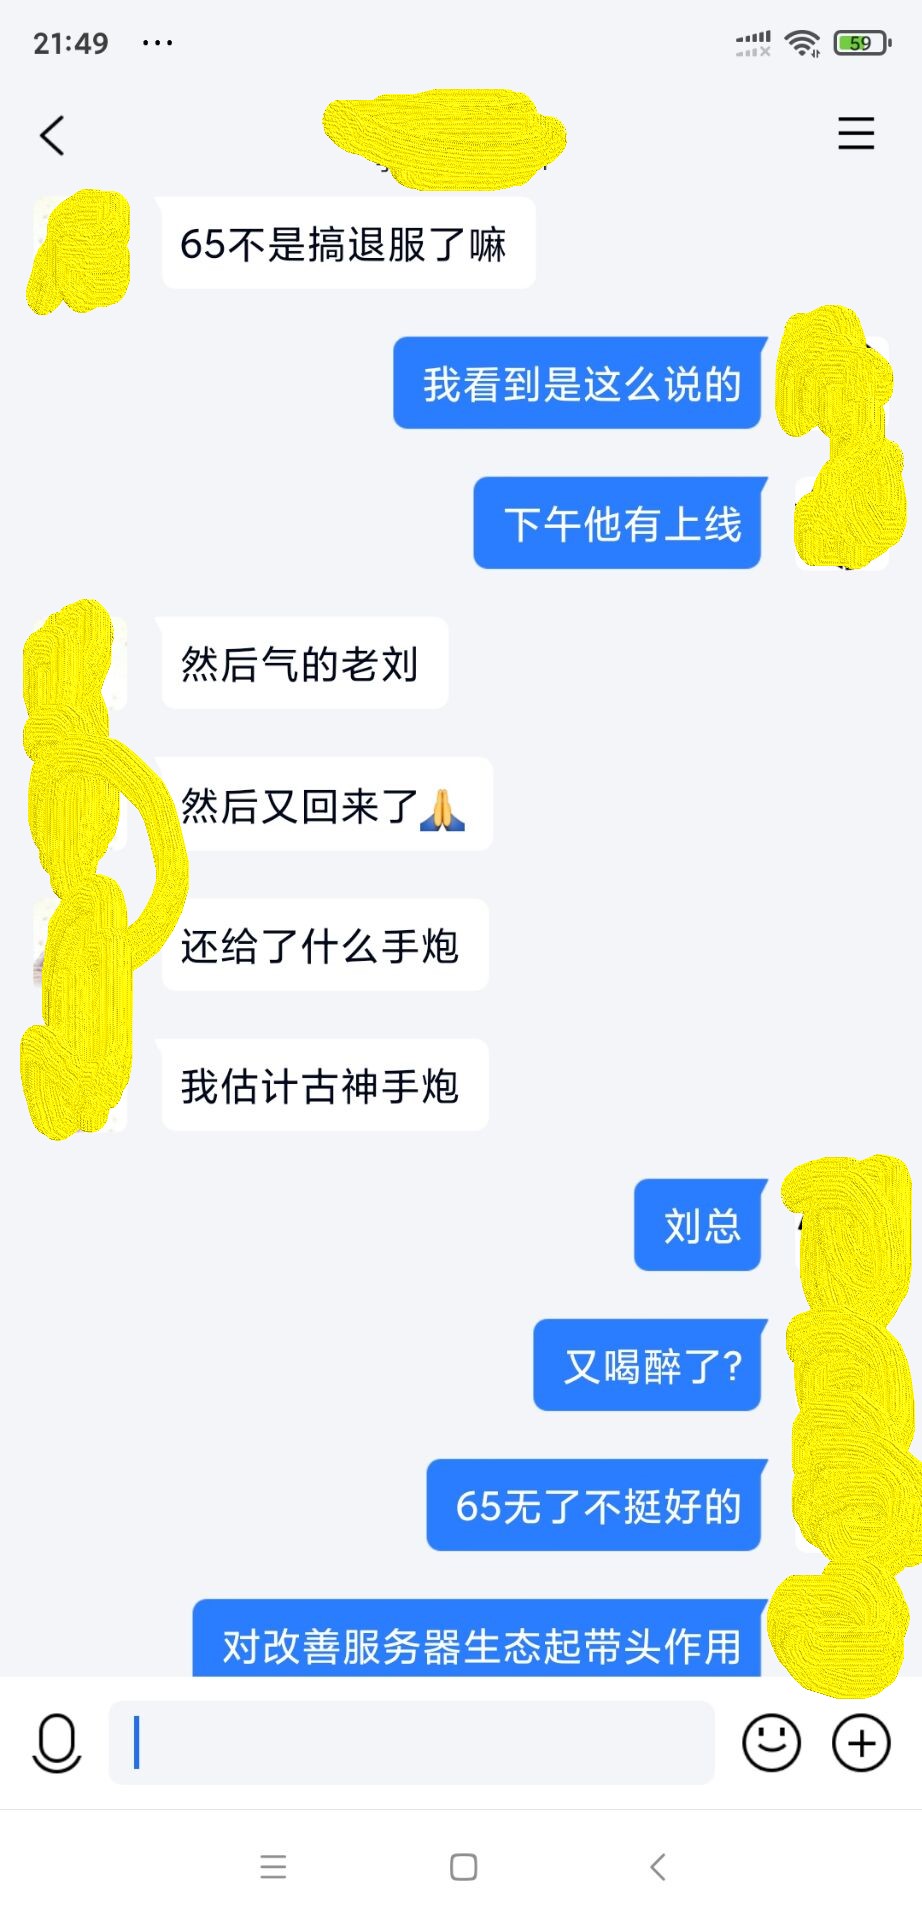 21:49 ...
59
65不是搞退服了嘛
我看到是这么说的
下午他有上线
然后气的老刘
然后又回来了🙏
还给了什么手炮
我估计古神手炮
刘总
又喝醉了?
65无了不挺好的
对改善服务器生态起带头作用